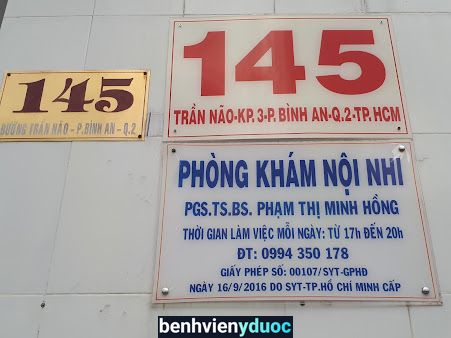 145
ĐƯỜNG TRẦN NÃO - P.BÌNH AN - Q.2
145
TRẦN NÃO-KP. 3-P. BÌNH AN-Q.2-TP. HCM
PHÒNG KHÁM NỘI NHI
PGS.TS.BS. PHẠM THỊ MINH HỒNG
THỜI GIAN LÀM VIỆC MỖI NGÀY: TỪ 17h ĐẾN 20h
ĐT: 0994 350 178
GIẤY PHÉP SỐ: 00107/SYT-GPHĐ
NGÀY 16/9/2016 DO SYT-TP.HỒ CHÍ MINH CẤP
benhvienyduoc